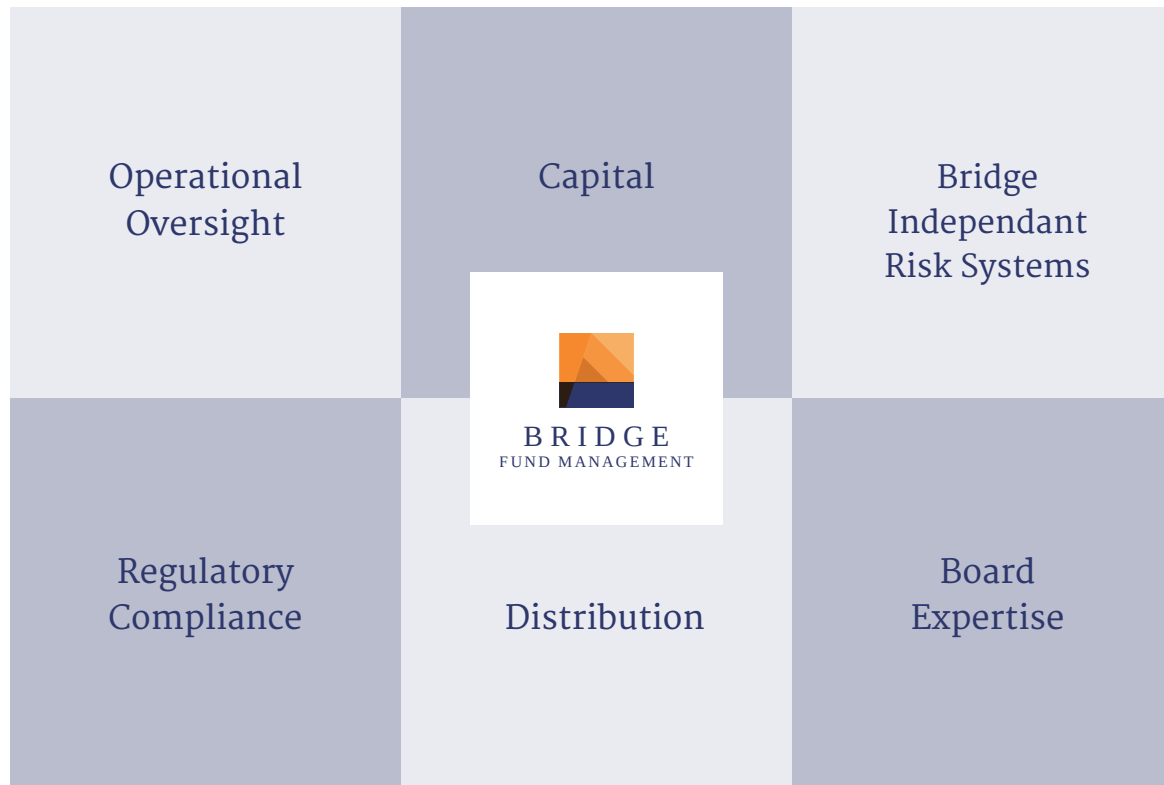 Operational
Oversight
Capital
Bridge
Independant
Risk Systems
BRIDGE
FUND MANAGEMENT
Regulatory
Compliance
Distribution
Board
Expertise